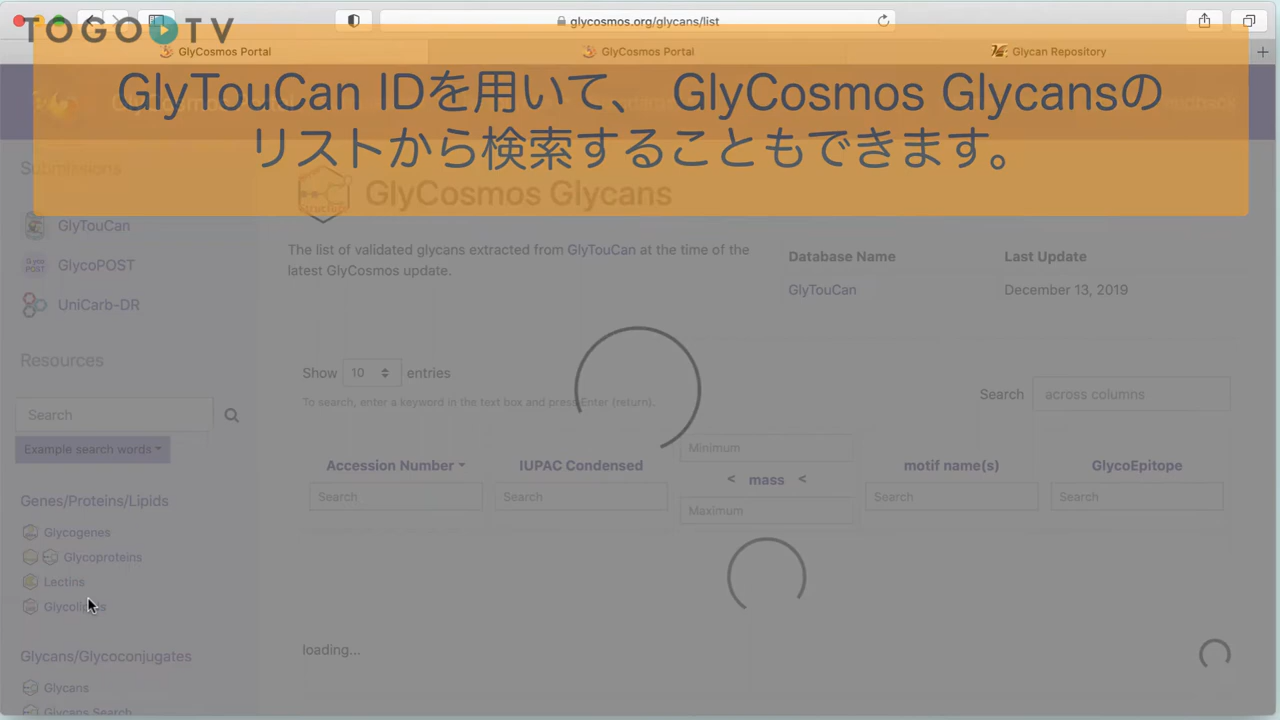 TOGO TV
glycosmos.org/glycans/list
GlyCosmos Portal
GlyCosmos Portal
Glycan Repository
GlyTouCan IDを用いて、 GlyCosmos Glycansの
リストから検索することもできます。
Submissions
GlyTouCan
GlycoPOST
UniCarb-DR
Resources
Search
Example search words
Genes/Proteins/Lipids
Glycogenes
Glycoproteins
Lectins
Glycans/Glycoconjugates
Glycans
Glycans Search
GlyCosmos Glycans
The list of validated glycans extracted from GlyTouCan at the time of the
latest GlyCosmos update.
Database Name
Last Update
GlyTouCan
December 13, 2019
Show 10 entries
To search, enter a keyword in the text box and press Enter (return).
Search across columns
Accession Number
Search
IUPAC Condensed
Search
Minimum
< mass <
Maximum
motif name(s)
Search
GlycoEpitope
Search
loading...